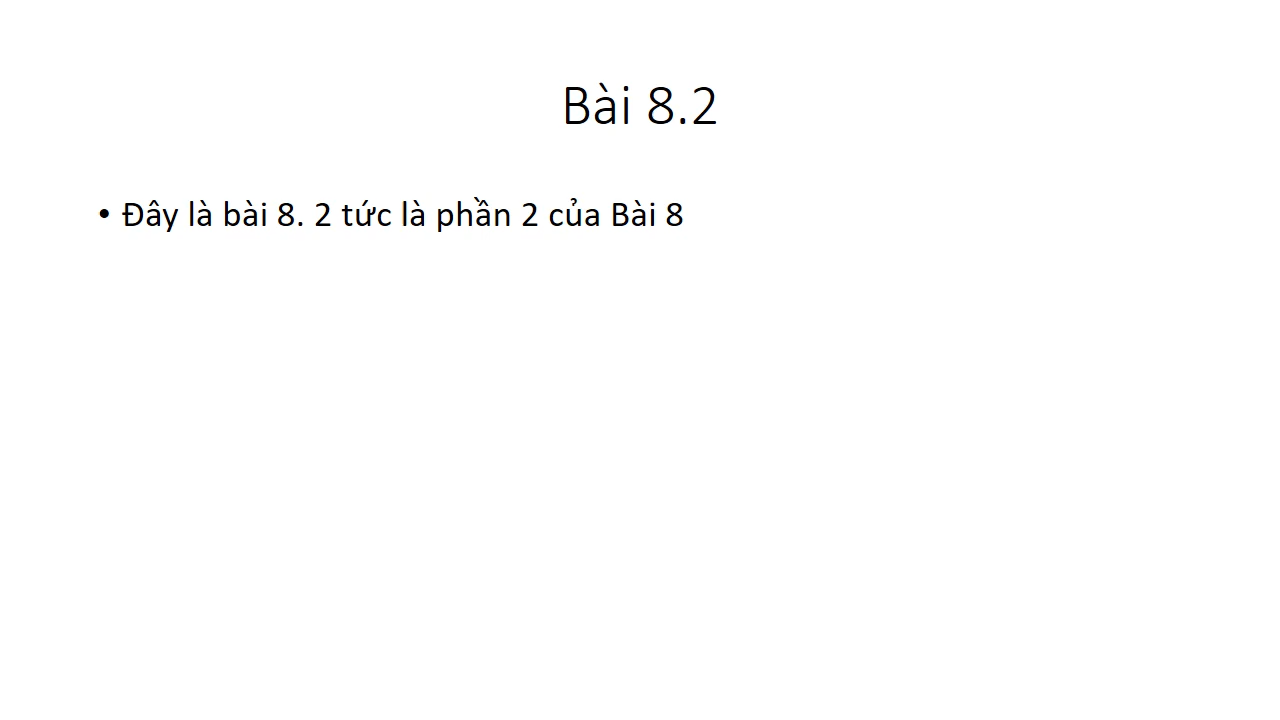 Bài 8.2
• Đây là bài 8. 2 tức là phần 2 của Bài 8